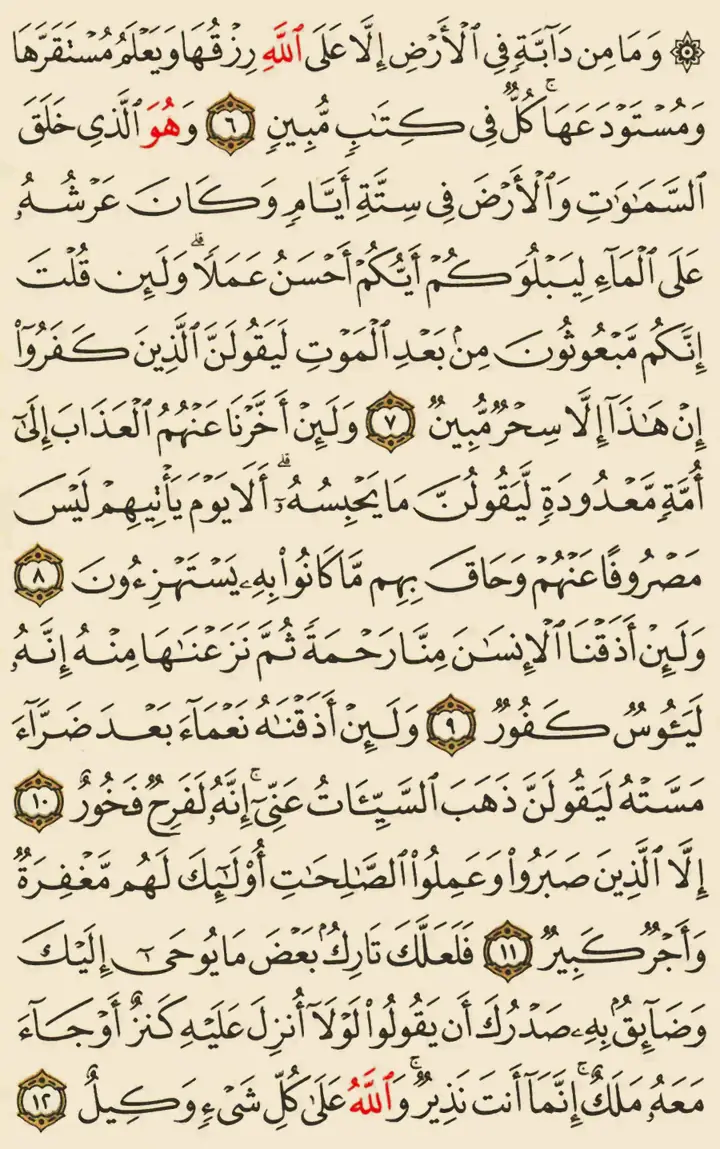 ۞ وَمَا مِن دَآبَّةٍ فِي ٱلْأَرْضِ إِلَّا عَلَى ٱللَّهِ رِزْقُهَا وَيَعْلَمُ مُسْتَقَرَّهَا
وَمُسْتَوْدَعَهَا ۚ كُلٌّ فِي كِتَٰبٍ مُّبِينٍ ٦ وَهُوَ ٱلَّذِي خَلَقَ
ٱلسَّمَٰوَٰتِ وَٱلْأَرْضَ فِي سِتَّةِ أَيَّامٍ وَكَانَ عَرْشُهُۥ
عَلَى ٱلْمَآءِ لِيَبْلُوَكُمْ أَيُّكُمْ أَحْسَنُ عَمَلًا ۗ وَلَئِن قُلْتَ
إِنَّكُم مَّبْعُوثُونَ مِنۢ بَعْدِ ٱلْمَوْتِ لَيَقُولَنَّ ٱلَّذِينَ كَفَرُوٓا۟
إِنْ هَٰذَآ إِلَّا سِحْرٌ مُّبِينٌ ٧ وَلَئِنْ أَخَّرْنَا عَنْهُمُ ٱلْعَذَابَ إِلَىٰٓ
أُمَّةٍ مَّعْدُودَةٍ لَّيَقُولُنَّ مَا يَحْبِسُهُۥٓ ۗ أَلَا يَوْمَ يَأْتِيهِمْ لَيْسَ
مَصْرُوفًا عَنْهُمْ وَحَاقَ بِهِم مَّا كَانُوا۟ بِهِۦ يَسْتَهْزِءُونَ ٨
وَلَئِنْ أَذَقْنَا ٱلْإِنسَٰنَ مِنَّا رَحْمَةً ثُمَّ نَزَعْنَٰهَا مِنْهُ إِنَّهُۥ
لَيَـُٔوسٌ كَفُورٌ ٩ وَلَئِنْ أَذَقْنَٰهُ نَعْمَآءَ بَعْدَ ضَرَّآءَ
مَسَّتْهُ لَيَقُولَنَّ ذَهَبَ ٱلسَّيِّـَٔاتُ عَنِّيٓ ۚ إِنَّهُۥ لَفَرِحٌ فَخُورٌ ١٠
إِلَّا ٱلَّذِينَ صَبَرُوا۟ وَعَمِلُوا۟ ٱلصَّٰلِحَٰتِ أُو۟لَٰٓئِكَ لَهُم مَّغْفِرَةٌ
وَأَجْرٌ كَبِيرٌ ١١ فَلَعَلَّكَ تَارِكٌۢ بَعْضَ مَا يُوحَىٰٓ إِلَيْكَ
وَضَآئِقٌۢ بِهِۦ صَدْرُكَ أَن يَقُولُوا۟ لَوْلَآ أُنزِلَ عَلَيْهِ كَنزٌ أَوْ جَآءَ
مَعَهُۥ مَلَكٌ ۚ إِنَّمَآ أَنتَ نَذِيرٌ ۚ وَٱللَّهُ عَلَىٰ كُلِّ شَيْءٍ وَكِيلٌ ١٢